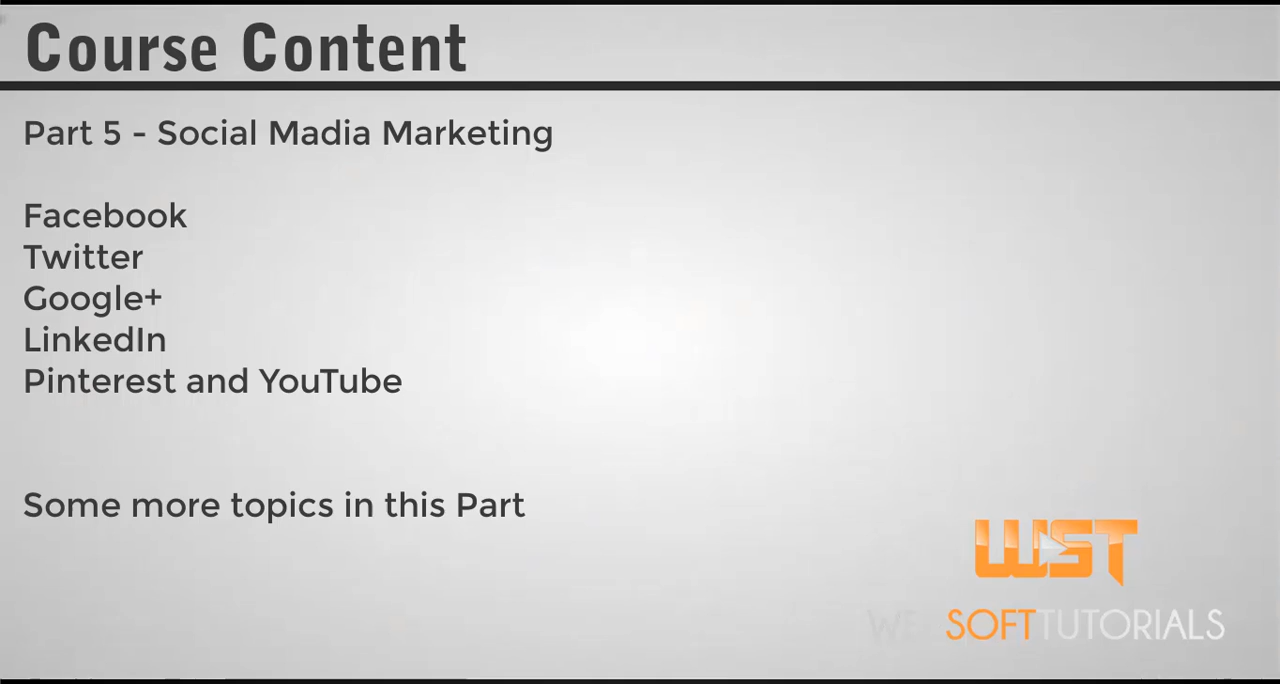 Course Content
Part 5 - Social Madia Marketing
Facebook
Twitter
Google+
LinkedIn
Pinterest and YouTube
Some more topics in this Part
WST
SOFTTUTORIALS